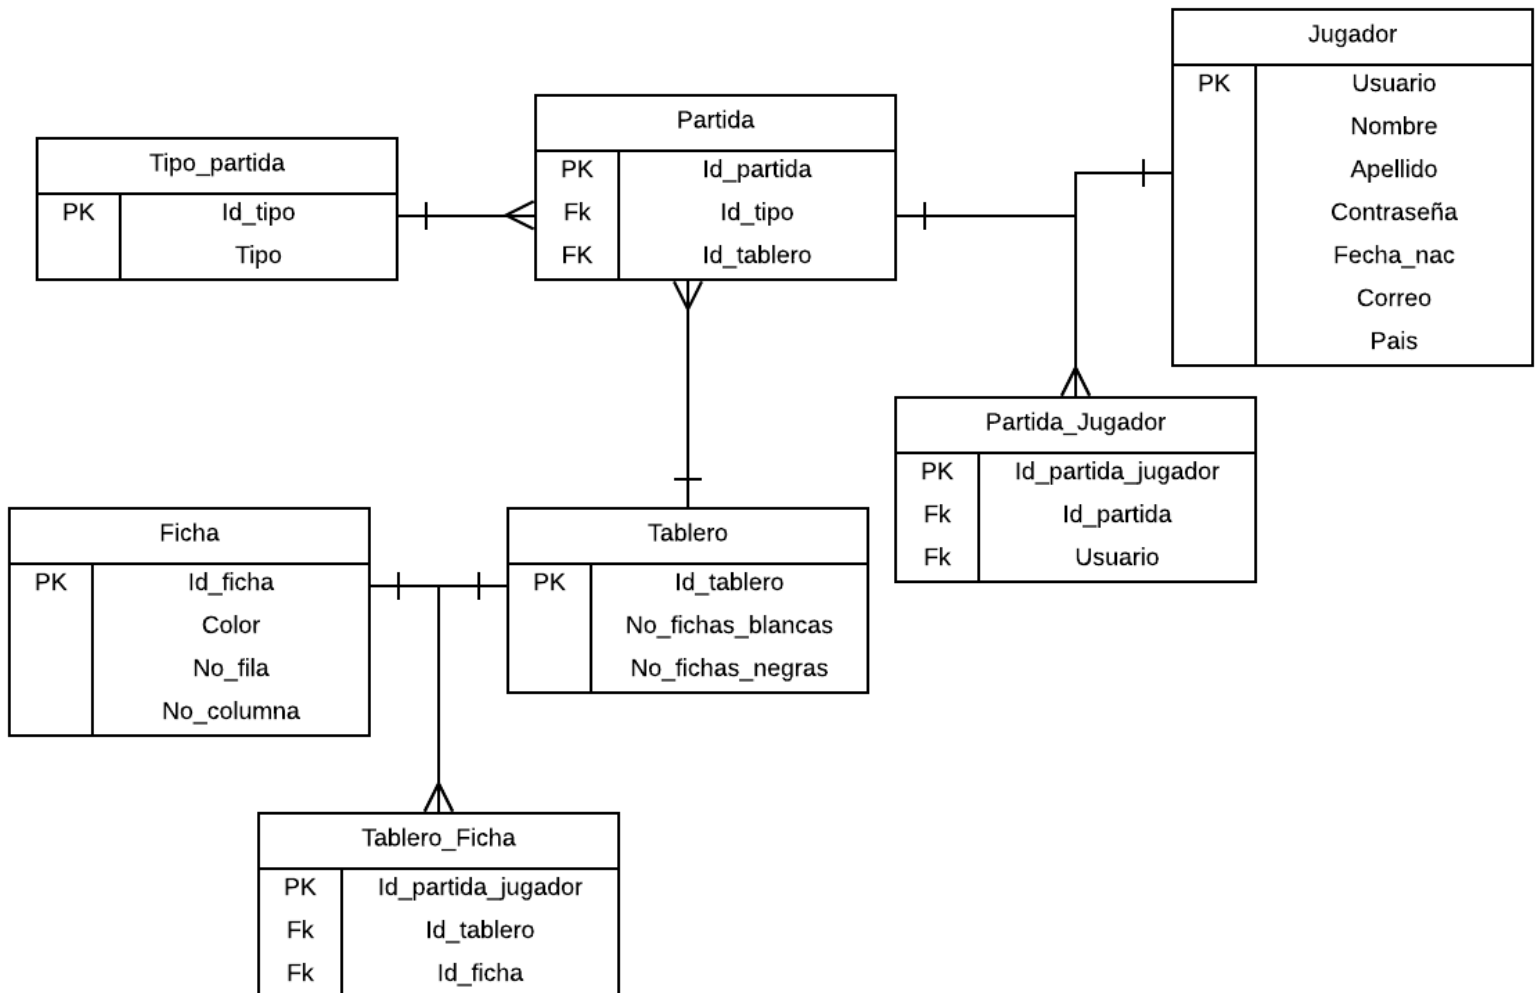 Jugador
PK Usuario
Nombre
Apellido
Contraseña
Fecha_nac
Correo
Pais
Partida
PK Id_partida
Fk Id_tipo
FK Id_tablero
Tipo_partida
PK Id_tipo
Tipo
Partida_Jugador
PK Id_partida_jugador
Fk Id_partida
Fk Usuario
Ficha
PK Id_ficha
Color
No_fila
No_columna
Tablero
PK Id_tablero
No_fichas_blancas
No_fichas_negras
Tablero_Ficha
PK Id_partida_jugador
Fk Id_tablero
Fk Id_ficha